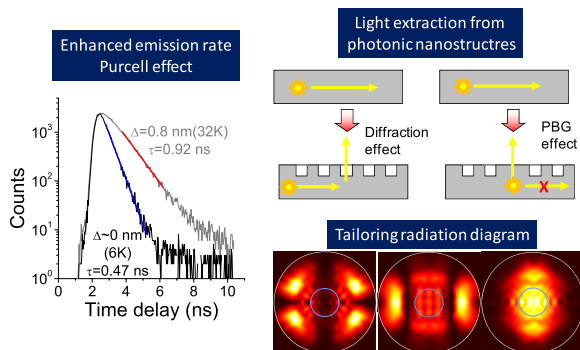 Enhanced emission rate
Purcell effect
Counts
10³
10²
10¹
10⁰
Δ=0.8 nm(32K)
τ=0.92 ns
Δ~0 nm
(6K)
τ=0.47 ns
0 2 4 6 8 10
Time delay (ns)
Light extraction from
photonic nanostructres
Diffraction
effect
PBG
effect
X
Tailoring radiation diagram